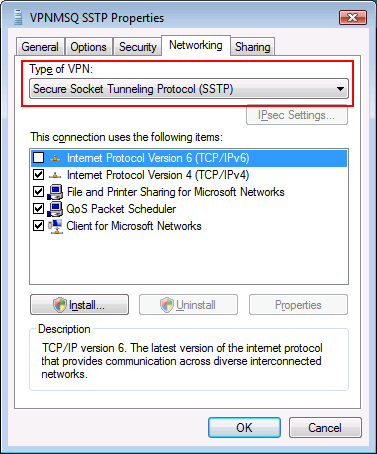 VPNMSQ SSTP Properties
General
Options
Security
Networking
Sharing
Type of VPN:
Secure Socket Tunneling Protocol (SSTP)
IPsec Settings...
This connection uses the following items:
Internet Protocol Version 6 (TCP/IPv6)
Internet Protocol Version 4 (TCP/IPv4)
File and Printer Sharing for Microsoft Networks
QoS Packet Scheduler
Client for Microsoft Networks
Install...
Uninstall
Properties
Description
TCP/IP version 6. The latest version of the internet protocol
that provides communication across diverse interconnected
networks.
OK
Cancel